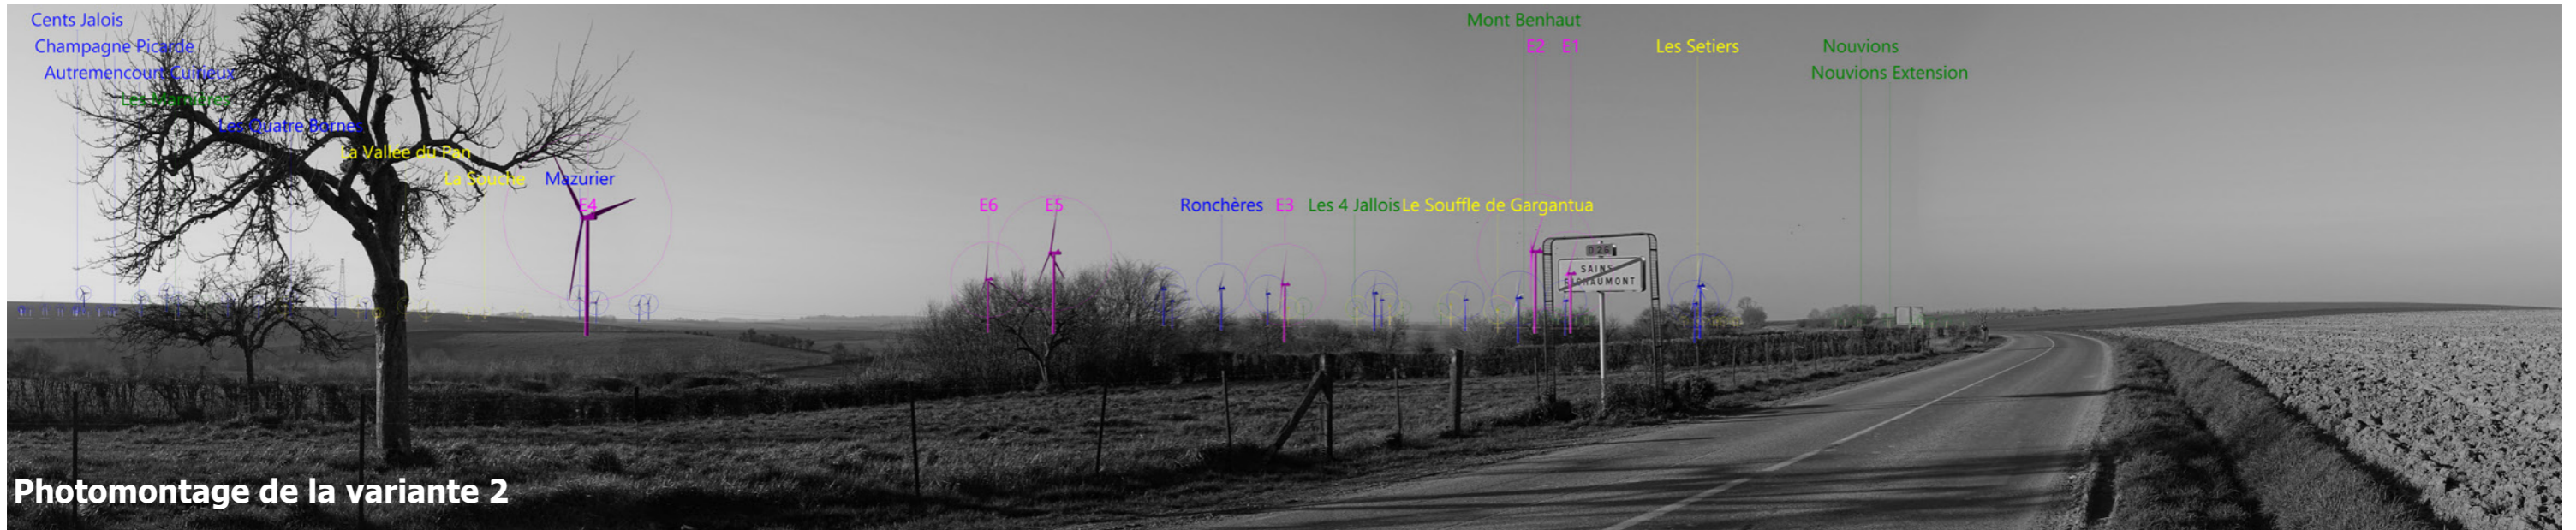 Cents Jalois
Champagne Picarde
Autremencourt Cuirieux
Les Marnières
Les Quatre Bornes
La Vallée du Pan
La Souche
Mazurier
E4
E6
E5
Ronchères
E3
Les 4 Jallois
Le Souffle de Gargantua
Mont Benhaut
E2
E1
Les Setiers
Nouvions
Nouvions Extension
D 26
SAINS
RICHAUMONT
Photomontage de la variante 2